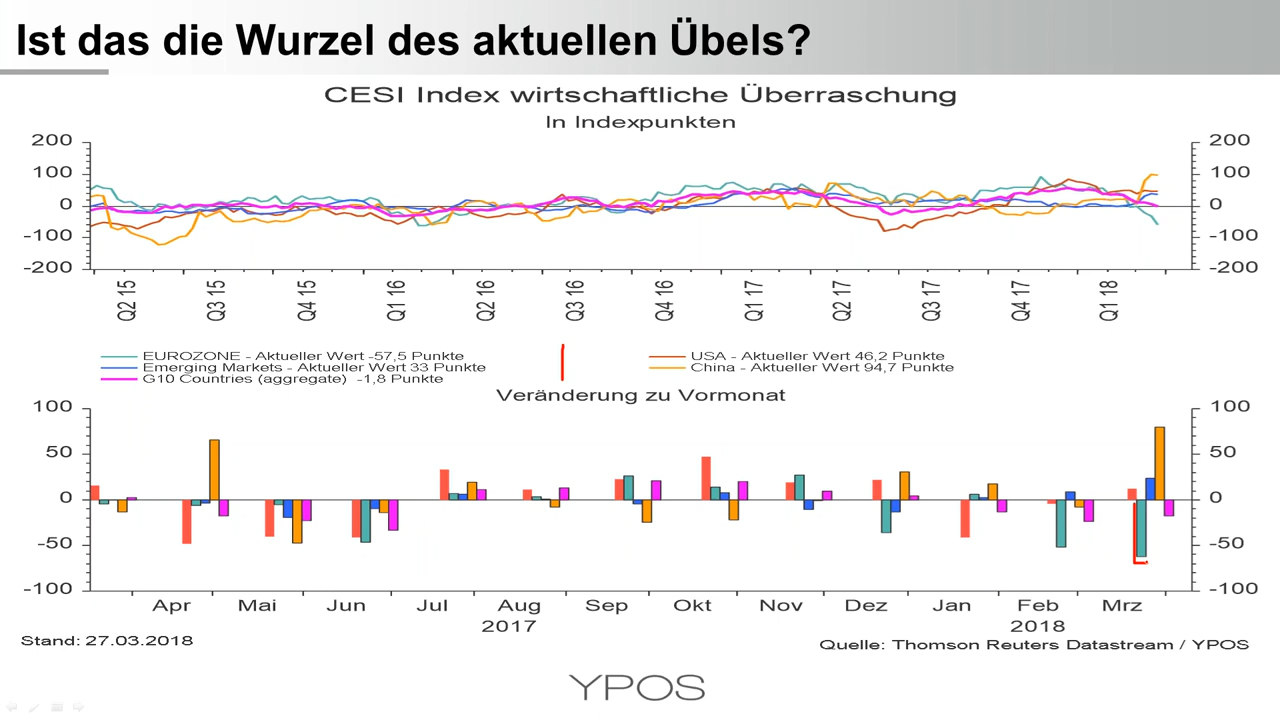 Ist das die Wurzel des aktuellen Übels?
CESI Index wirtschaftliche Überraschung
In Indexpunkten
200 200
100 100
0 0
-100 -100
-200 -200
Q2 15 Q3 15 Q4 15 Q1 16 Q2 16 Q3 16 Q4 16 Q1 17 Q2 17 Q3 17 Q4 17 Q1 18
EUROZONE - Aktueller Wert -57,5 Punkte USA - Aktueller Wert 46,2 Punkte
Emerging Markets - Aktueller Wert 33 Punkte China - Aktueller Wert 94,7 Punkte
G10 Countries (aggregate) -1,8 Punkte
Veränderung zu Vormonat
100 100
50 50
0 0
-50 -50
-100 -100
Apr Mai Jun Jul Aug Sep Okt Nov Dez Jan Feb Mrz
2017 2018
Stand: 27.03.2018 Quelle: Thomson Reuters Datastream / YPOS
YPOS